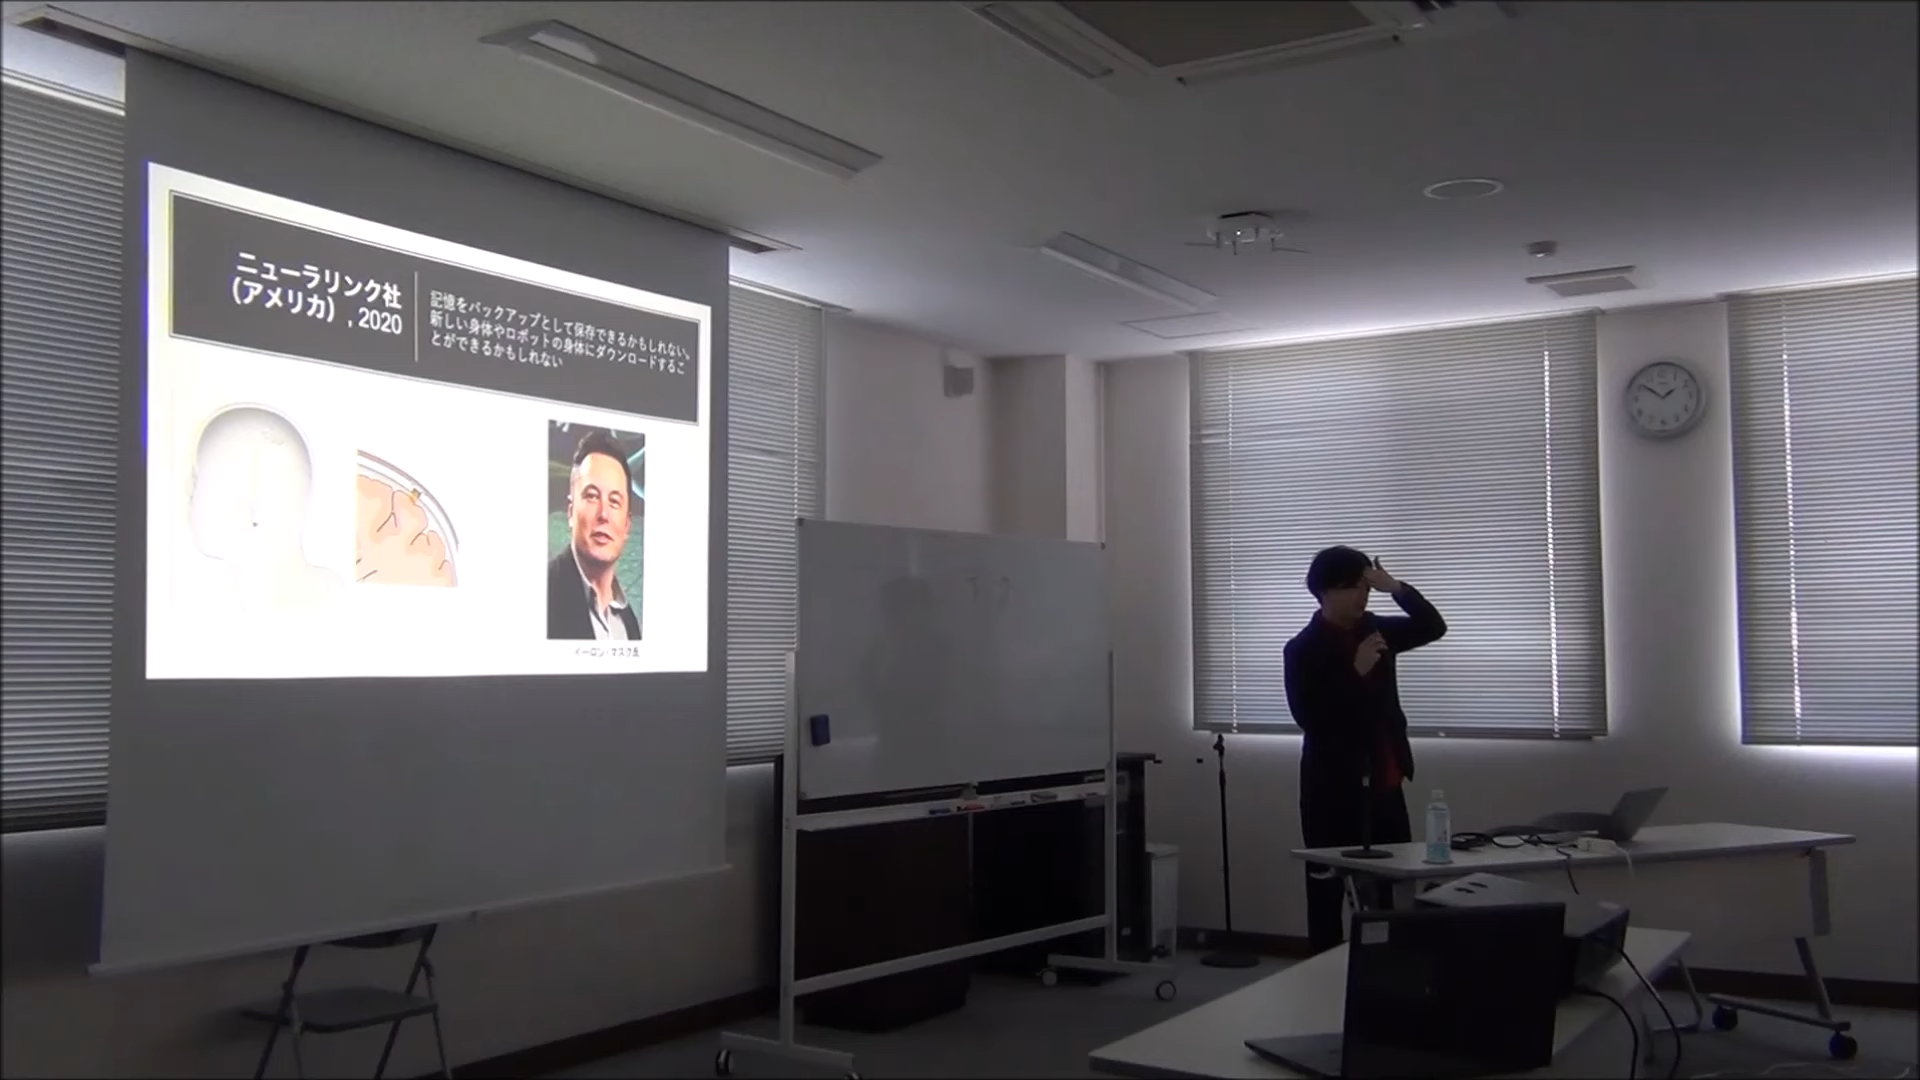 ニューラリンク社
(アメリカ), 2020
記憶をバックアップとして保存できるかもしれない。
新しい身体やロボットの身体にダウンロードするこ
とができるかもしれない
イーロン・マスク氏